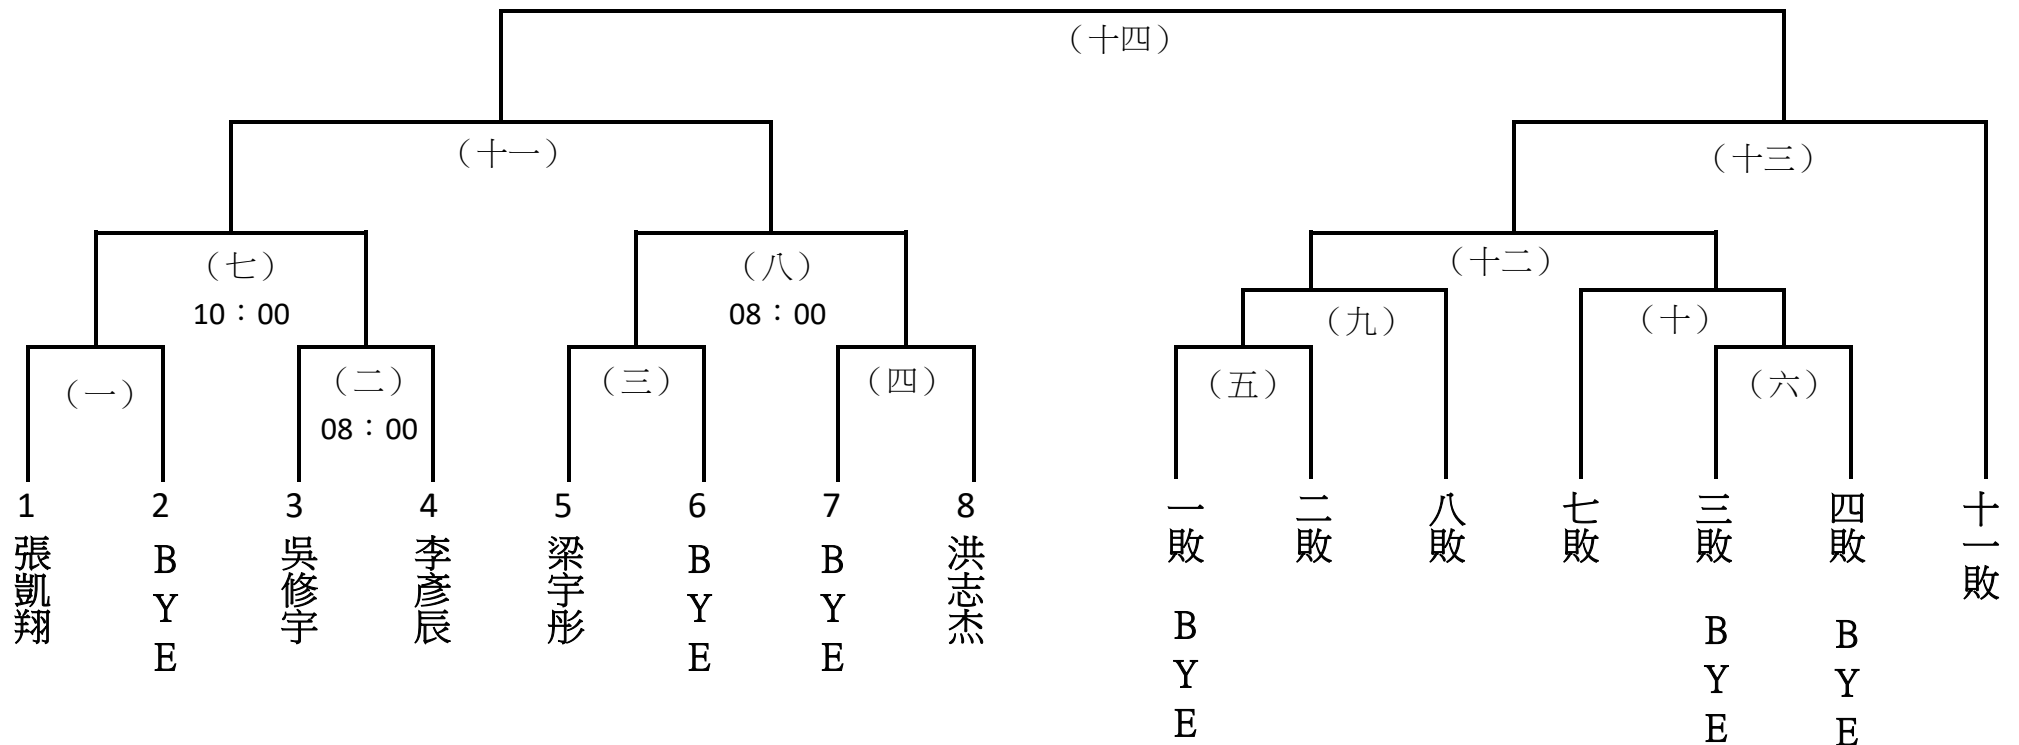 （十四）
（十一）
（十三）
（七）
10：00
（八）
08：00
（十二）
（九）
（十）
（一）
（二）
08：00
（三）
（四）
（五）
（六）
1
張凱翔
2
BYE
3
吳修宇
4
李彥辰
5
梁宇彤
6
BYE
7
BYE
8
洪志杰
一敗
BYE
二敗
八敗
七敗
三敗
BYE
四敗
BYE
十一敗